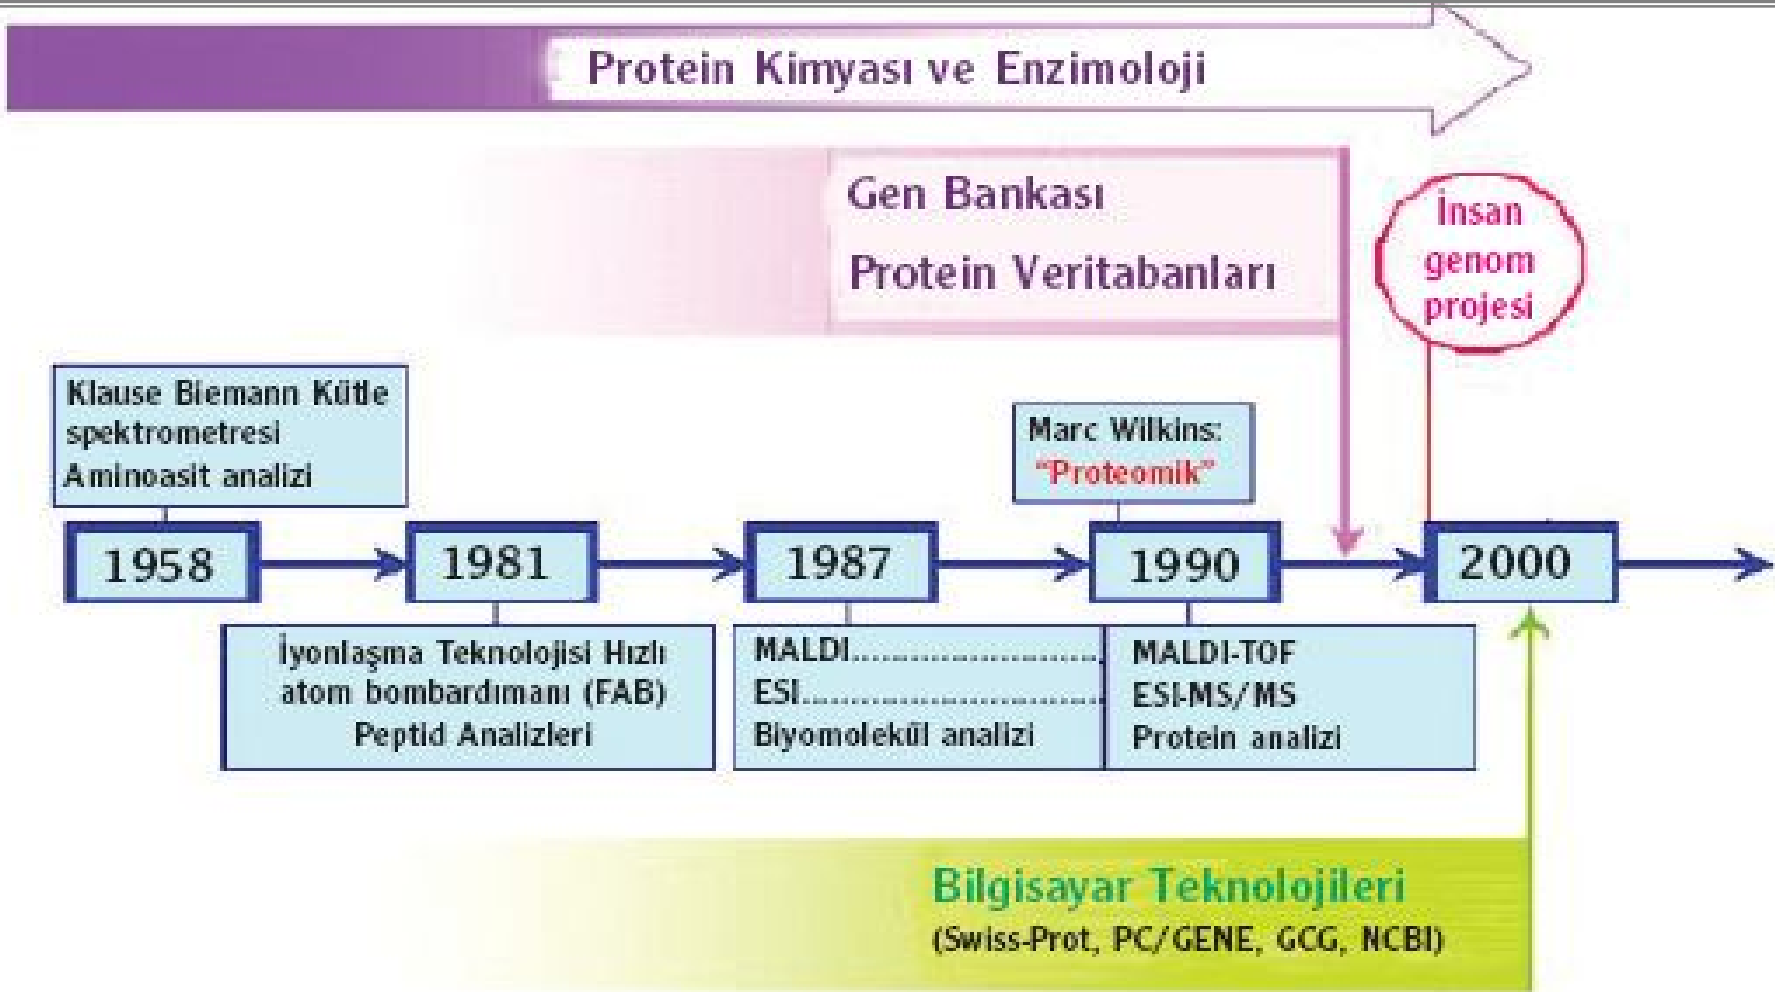 Protein Kimyası ve Enzimoloji
Gen Bankası
Protein Veritabanları
İnsan
genom
projesi
Klause Biemann Kütle
spektrometresi
Aminoasit analizi
Marc Wilkins:
“Proteomik”
1958
1981
1987
1990
2000
İyonlaşma Teknolojisi Hızlı
atom bombardımanı (FAB)
Peptid Analizleri
MALDI
ESI
Biyomolekül analizi
MALDI-TOF
ESI-MS/MS
Protein analizi
Bilgisayar Teknolojileri
(Swiss-Prot, PC/GENE, GCG, NCBI)